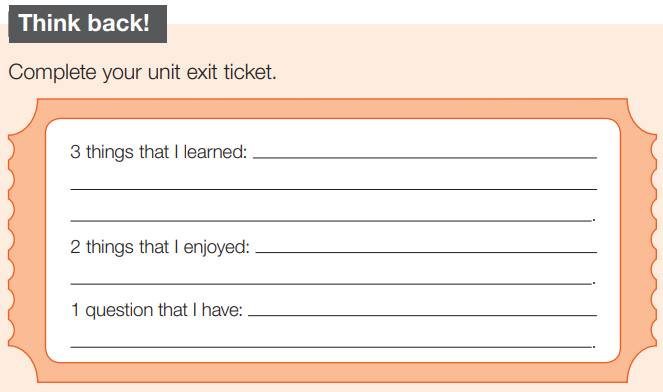 Think back!
Complete your unit exit ticket.
3 things that I learned:
.
2 things that I enjoyed:
.
1 question that I have:
.